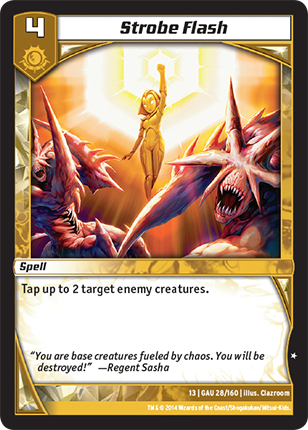 4
Strobe Flash
Spell
Tap up to 2 target enemy creatures.
“You are base creatures fueled by chaos. You will be
destroyed!” —Regent Sasha
13 | GAU 28/160 | illus. Clazroom
TM & © 2014 Wizards of the Coast/Shogakukan/Mitsui-Kids.